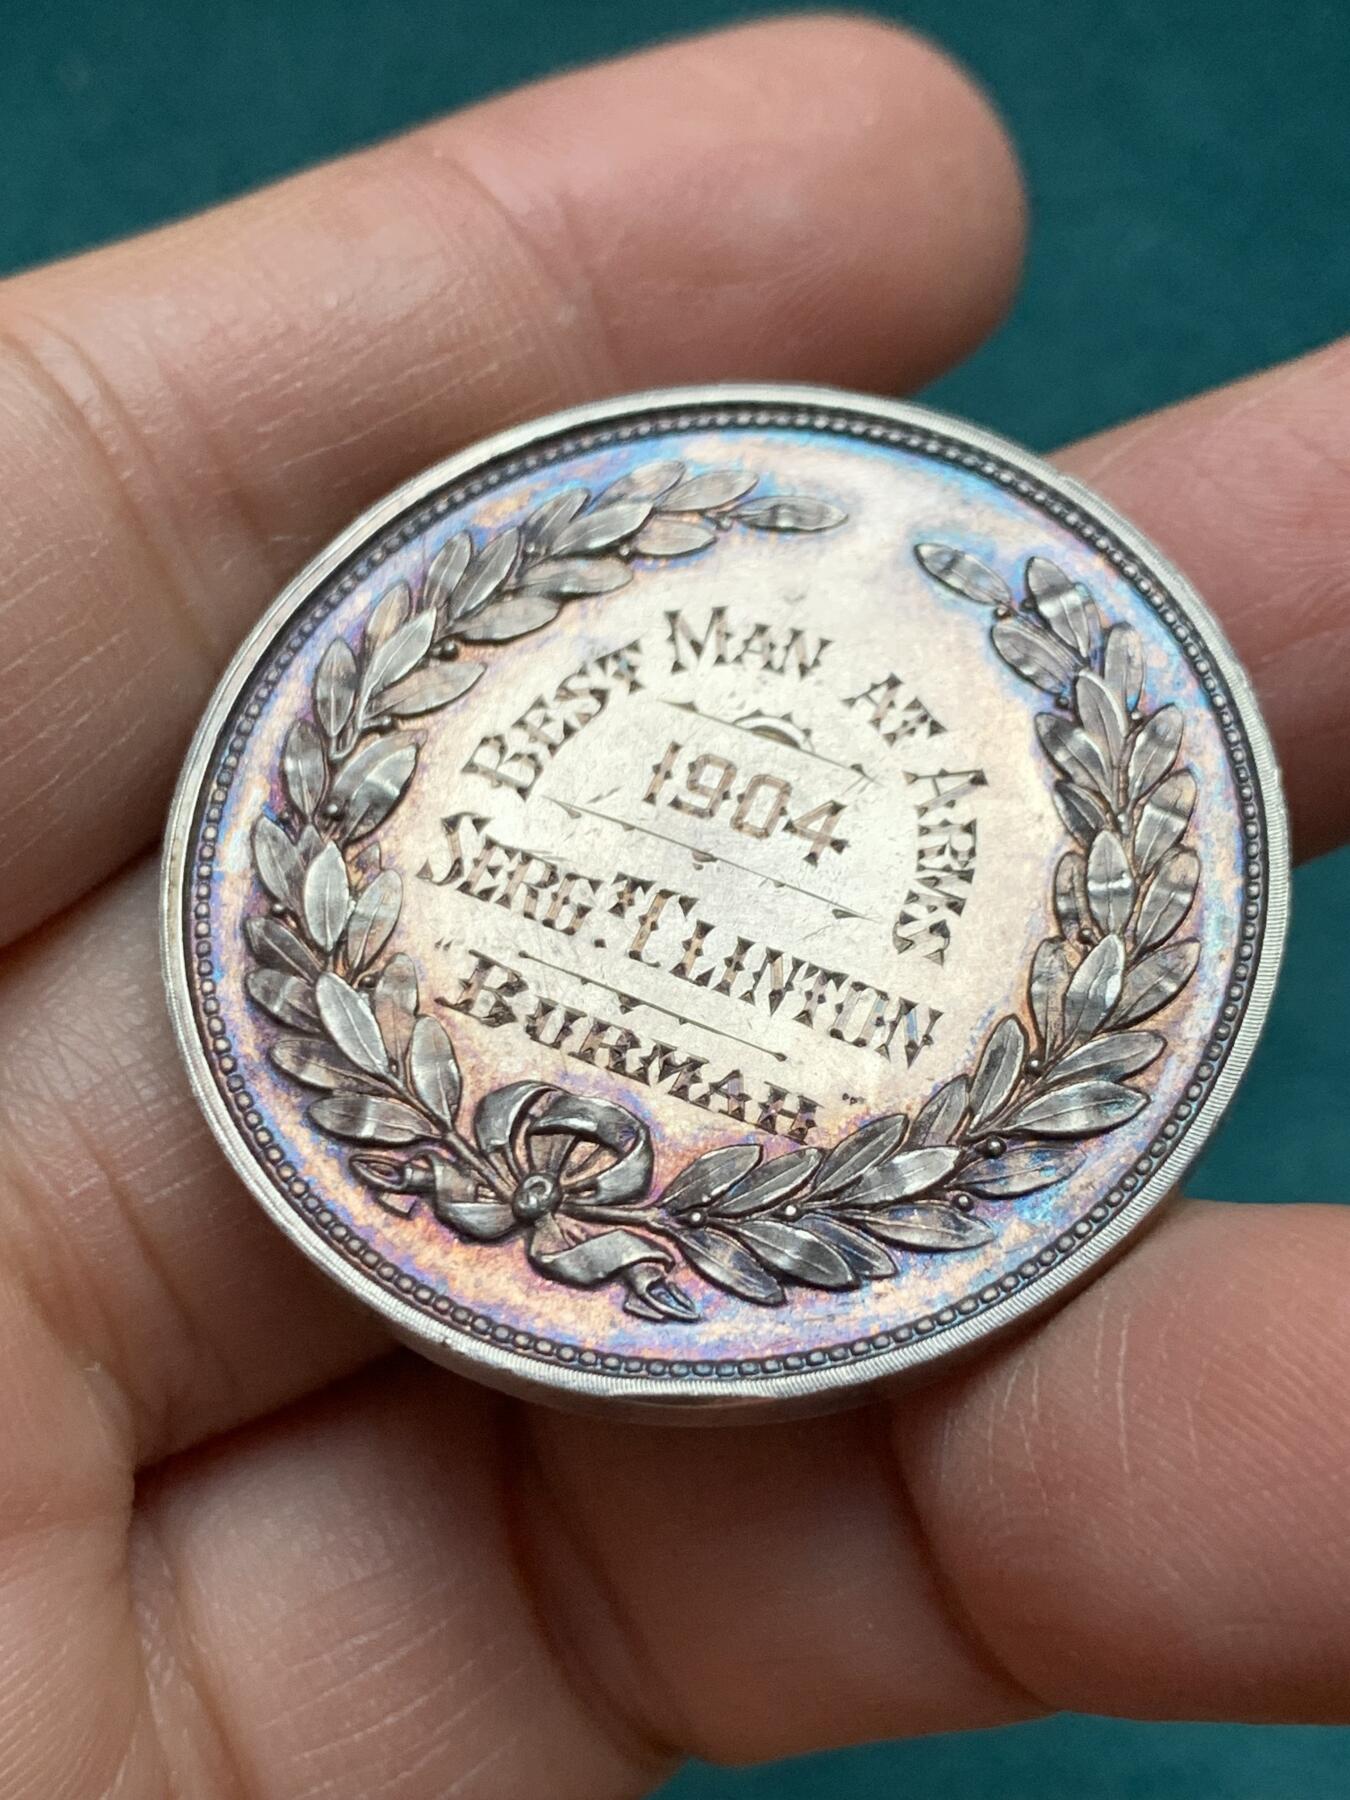 BEST MAN AT ARMS
1904
SERGT. CLINTON
"BURMAH"